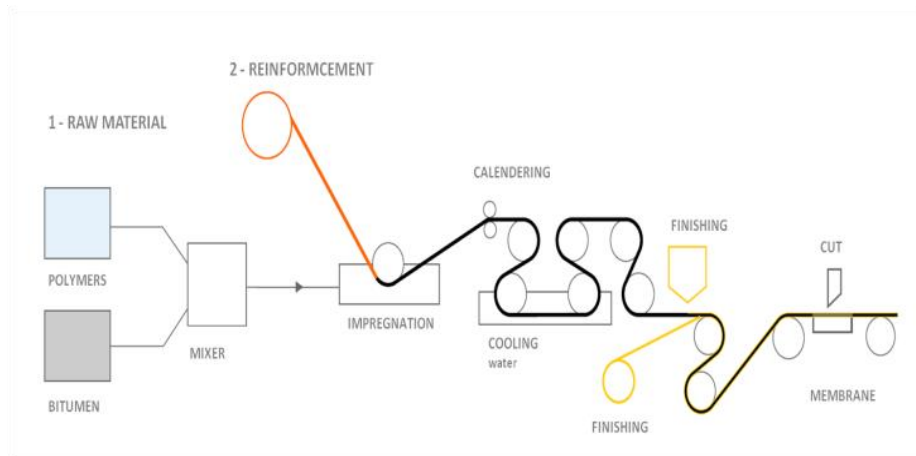 2 - REINFORMCEMENT
1 - RAW MATERIAL
CALENDERING
FINISHING
CUT
POLYMERS
IMPREGNATION
MIXER
COOLING
water
BITUMEN
FINISHING
MEMBRANE